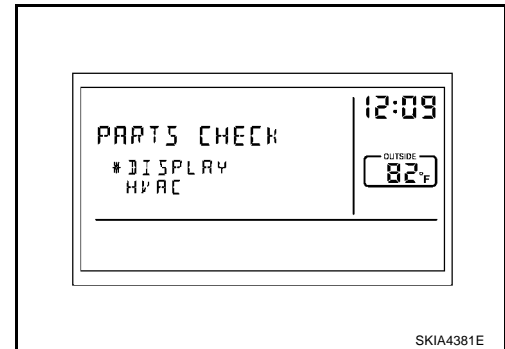 12:09
PARTS CHECK
OUTSIDE
*DISPLAY
82°F
HVAC
SKIA4381E